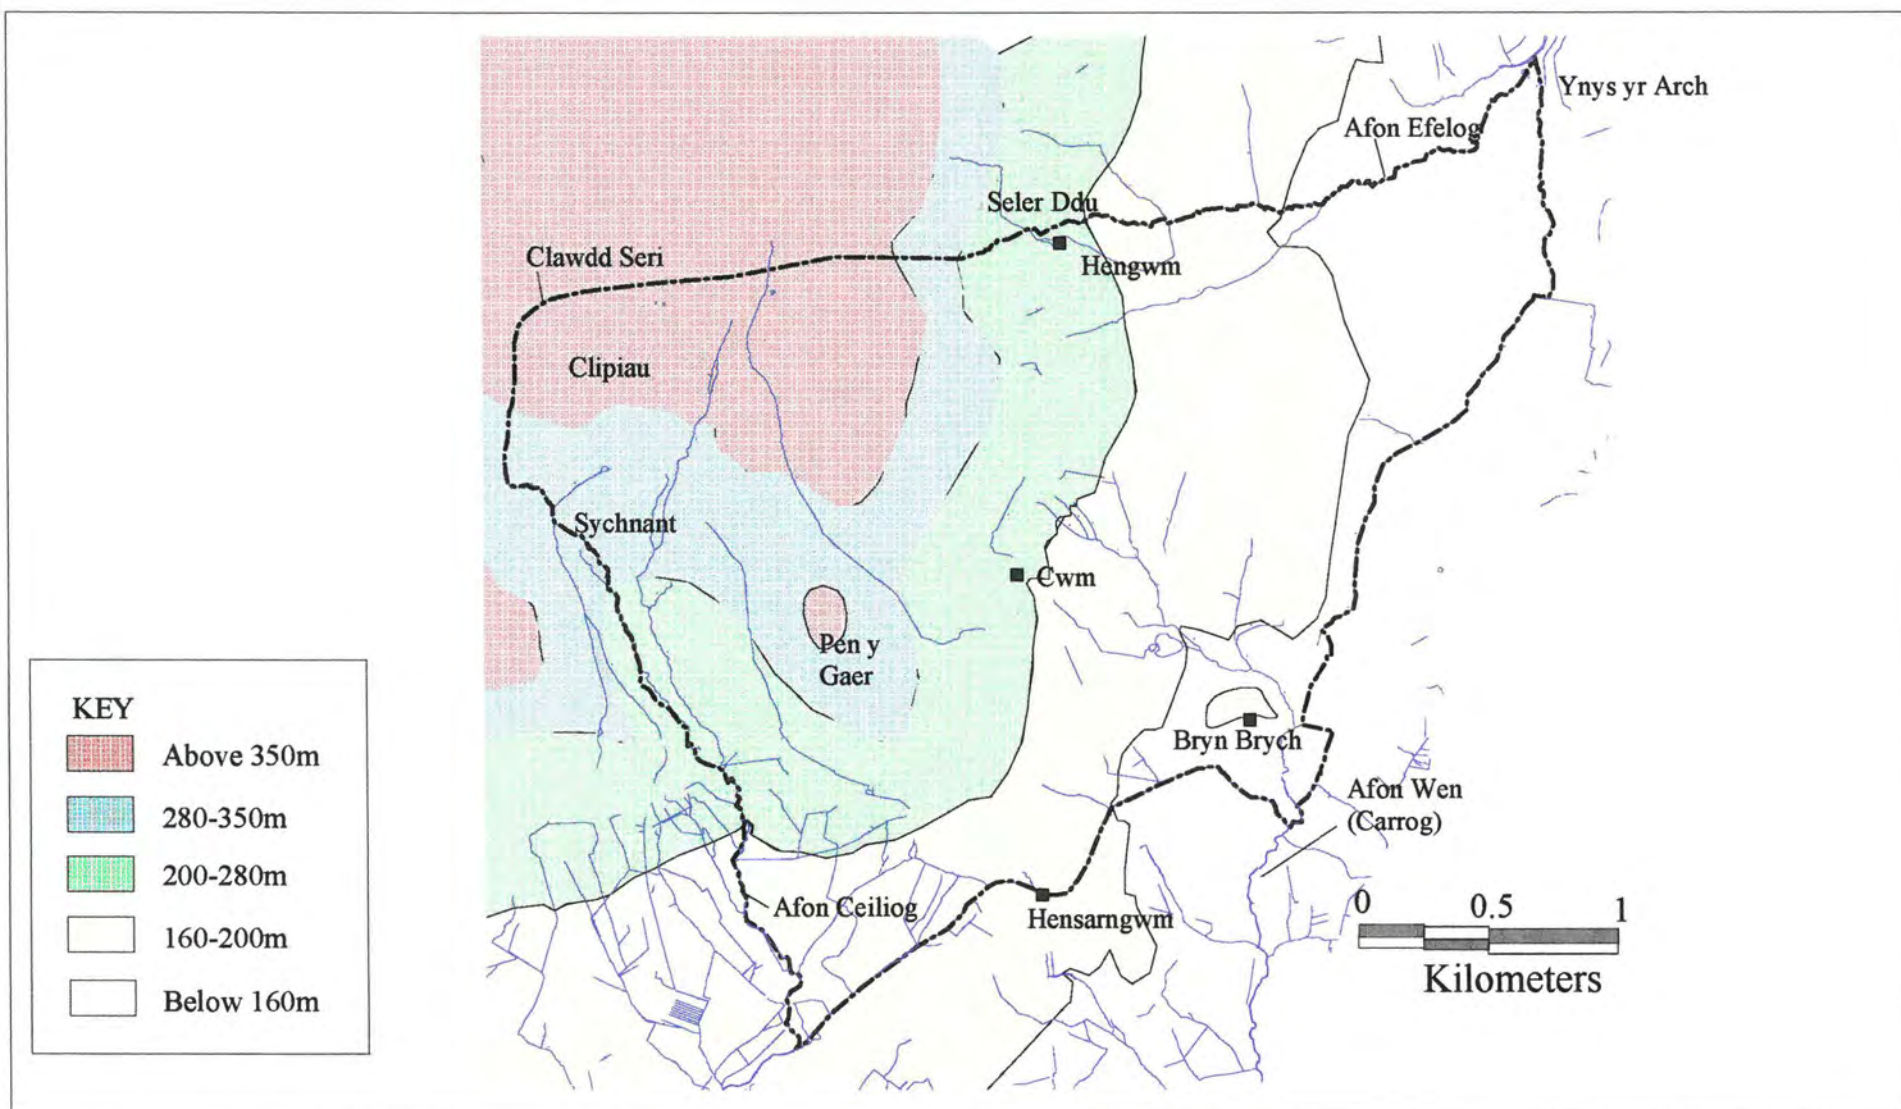 Ynys yr Arch
Afon Efelog
Seler Ddu
Clawdd Seri
Hengwm
Clipiau
Sychnant
Cwm
Pen y
Gaer
Bryn Brych
Afon Wen
(Carrog)
Afon Ceiliog
Hensarngwm
KEY
Above 350m
280-350m
200-280m
160-200m
Below 160m
0 0.5 1
Kilometers